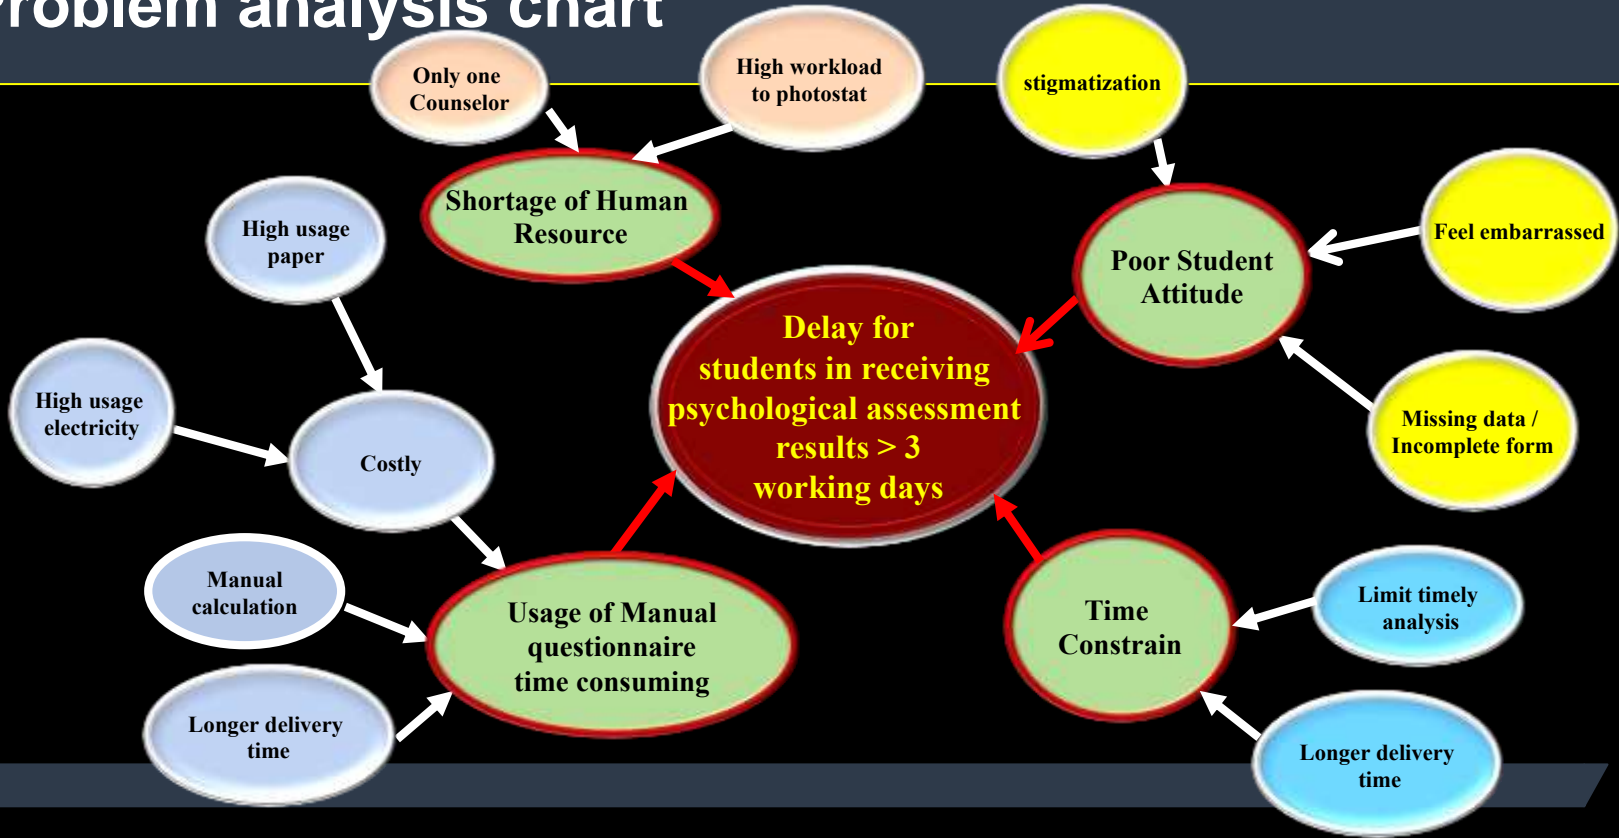 Problem analysis chart
Only one
Counselor
High workload
to photostat
stigmatization
Shortage of Human
Resource
High usage
paper
Feel embarrassed
Poor Student
Attitude
Delay for
students in receiving
psychological assessment
results > 3
working days
High usage
electricity
Costly
Missing data /
Incomplete form
Manual
calculation
Usage of Manual
questionnaire
time consuming
Time
Constrain
Limit timely
analysis
Longer delivery
time
Longer delivery
time